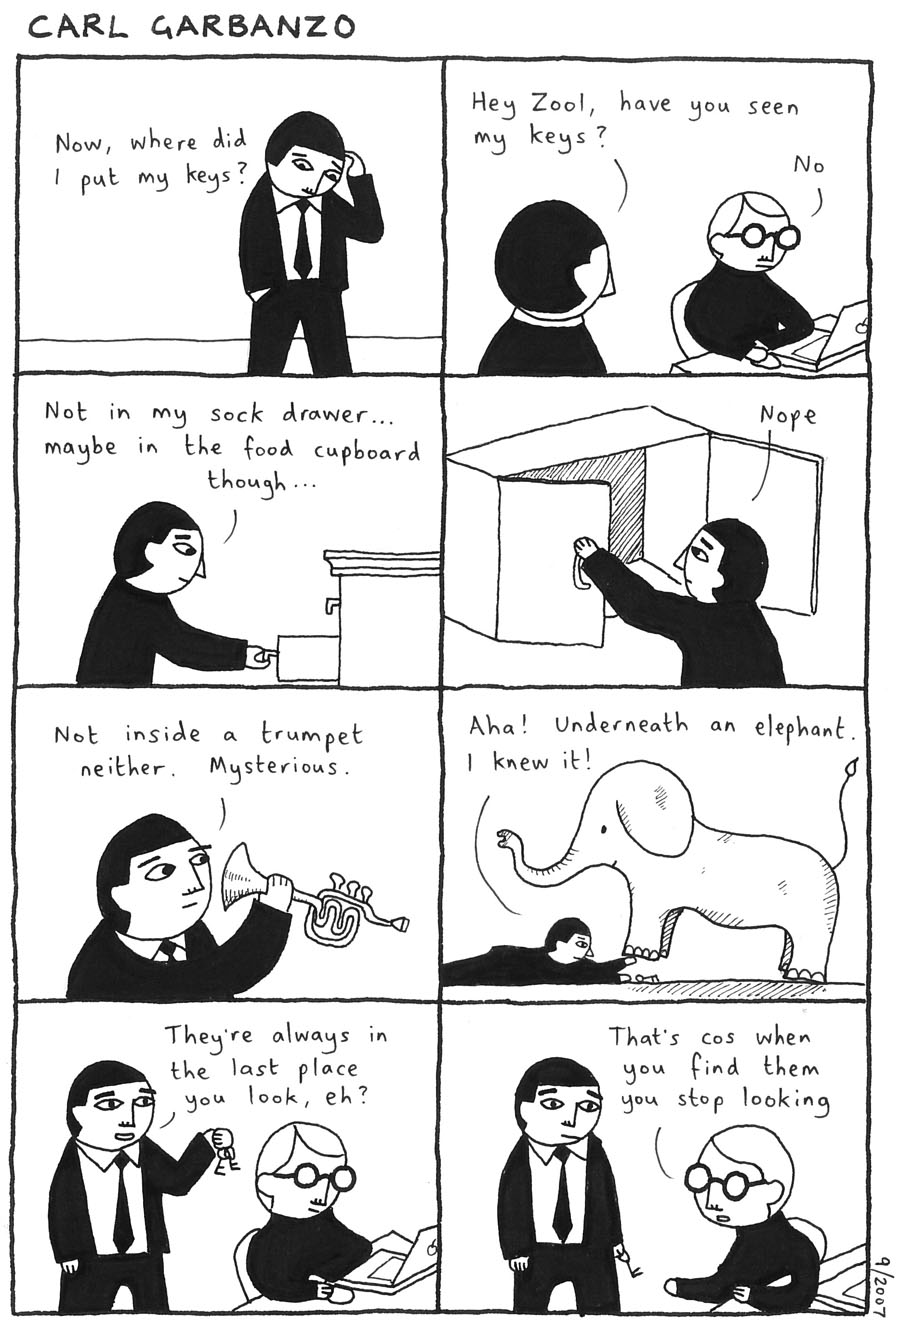 CARL GARBANZO
Now, where did
I put my keys?
Hey Zool, have you seen
my keys?
No
Not in my sock drawer...
maybe in the food cupboard
though...
Nope
Not inside a trumpet
neither. Mysterious.
Aha! Underneath an elephant.
I knew it!
They're always in
the last place
you look, eh?
That's cos when
you find them
you stop looking
9/2007